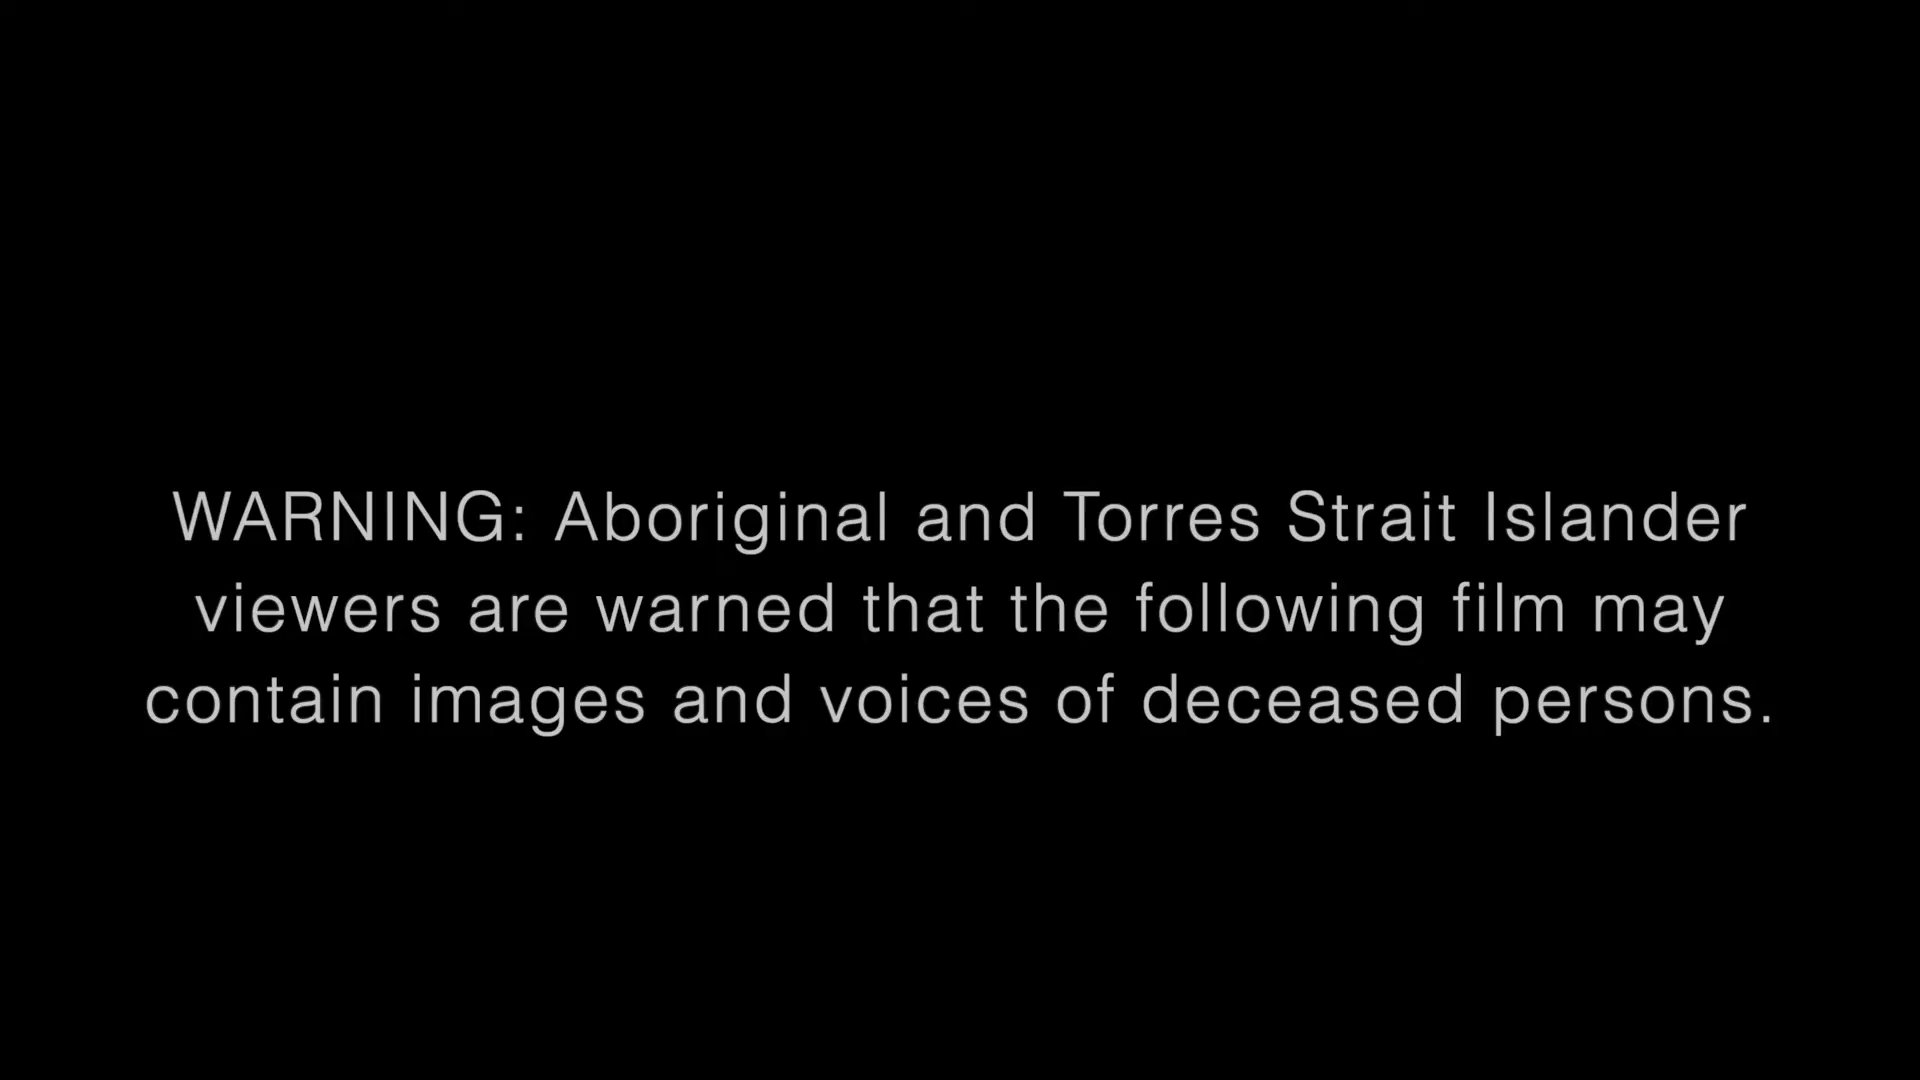 WARNING: Aboriginal and Torres Strait Islander
viewers are warned that the following film may
contain images and voices of deceased persons.